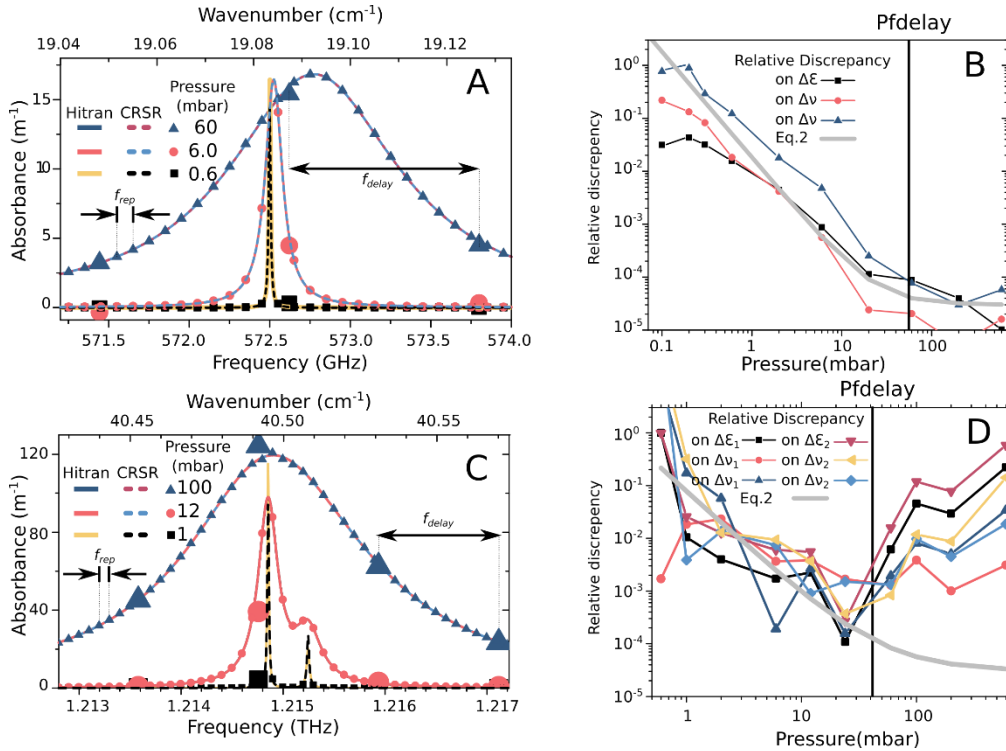 Wavenumber (cm⁻¹)
19.04 19.06 19.08 19.10 19.12
A
Absorbance (m⁻¹)
15
10
5
0
Hitran CRSR Pressure (mbar)
60
6.0
0.6
f_rep
f_delay
571.5 572.0 572.5 573.0 573.5 574.0
Frequency (GHz)
Pfdelay
B
Relative discrepency
10⁰
10⁻¹
10⁻²
10⁻³
10⁻⁴
10⁻⁵
Relative Discrepancy
on ΔƐ
on Δν
on Δν
Eq.2
0.1 1 10 100
Pressure(mbar)
Wavenumber (cm⁻¹)
40.45 40.50 40.55
C
Absorbance (m⁻¹)
120
80
40
0
Hitran CRSR Pressure (mbar)
100
12
1
f_rep
f_delay
1.213 1.214 1.215 1.216 1.217
Frequency (THz)
Pfdelay
D
Relative discrepency
10⁰
10⁻¹
10⁻²
10⁻³
10⁻⁴
10⁻⁵
Relative Discrepancy
on ΔƐ₁ on ΔƐ₂
on Δν₁ on Δν₂
on Δν₁ on Δν₂
Eq.2
1 10 100
Pressure(mbar)